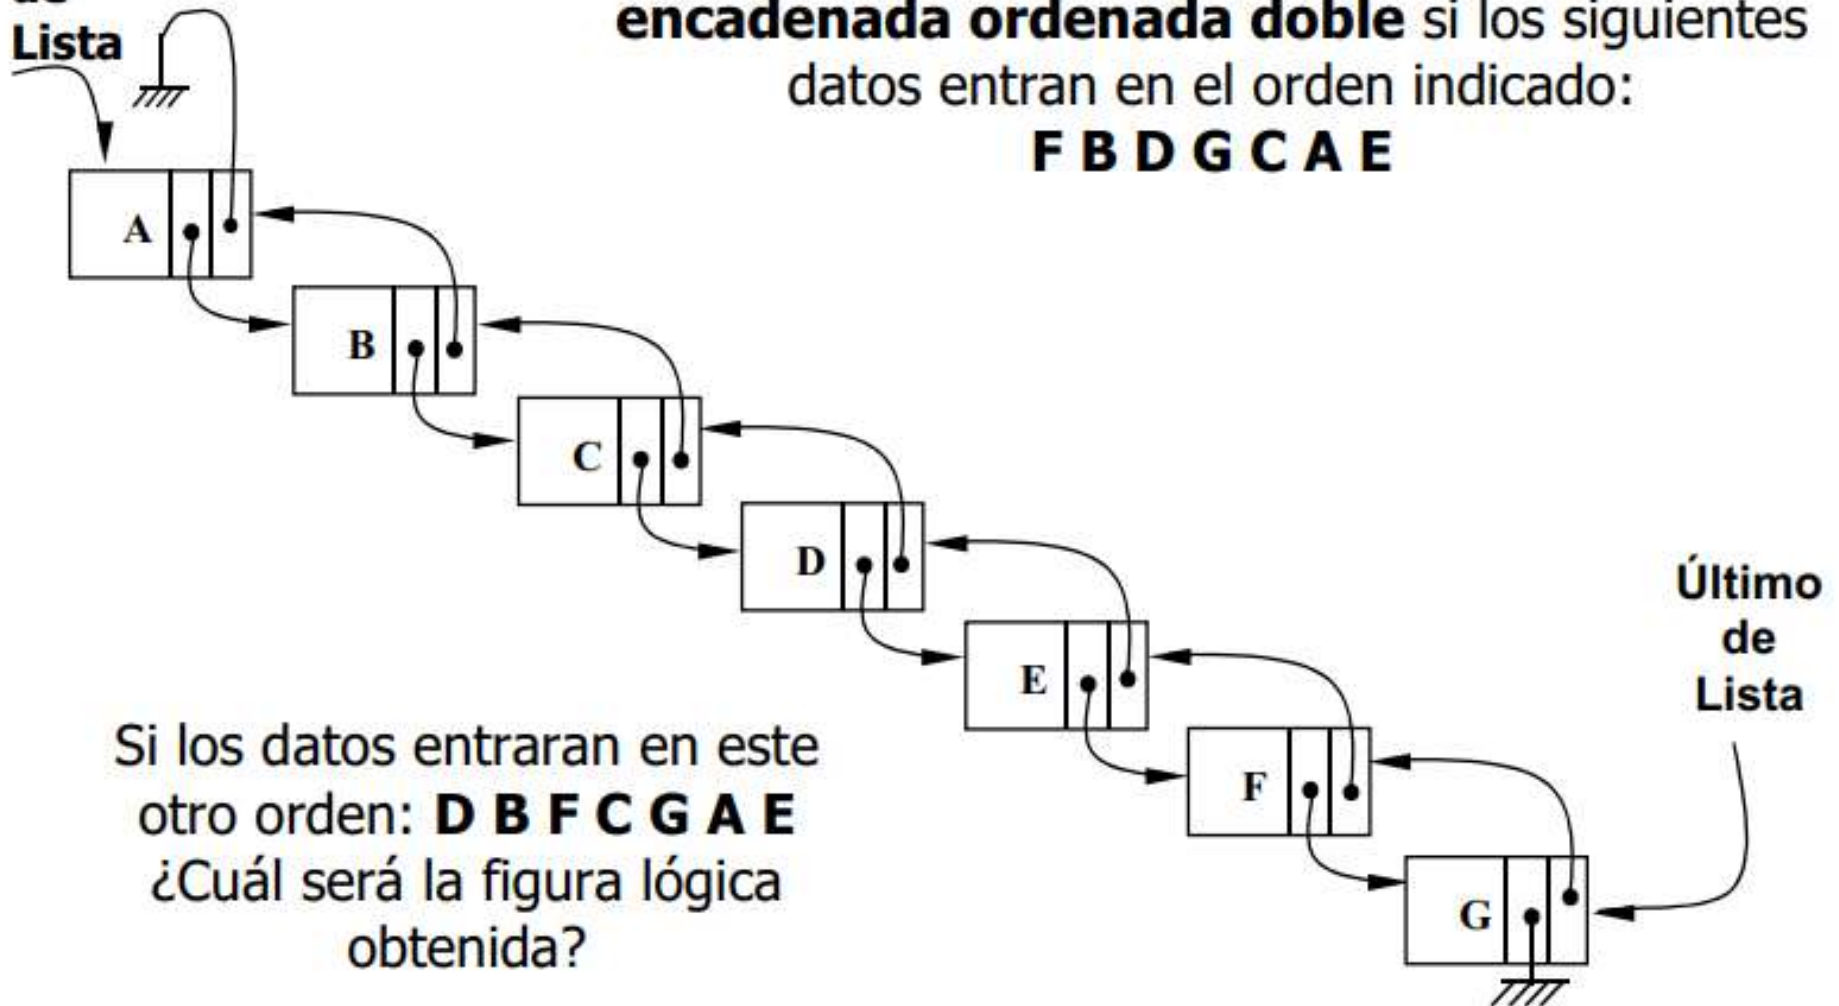 Lista
encadenada ordenada doble si los siguientes
datos entran en el orden indicado:
F B D G C A E
A
B
C
D
E
F
G
Último
de
Lista
Si los datos entraran en este
otro orden: D B F C G A E
¿Cuál será la figura lógica
obtenida?